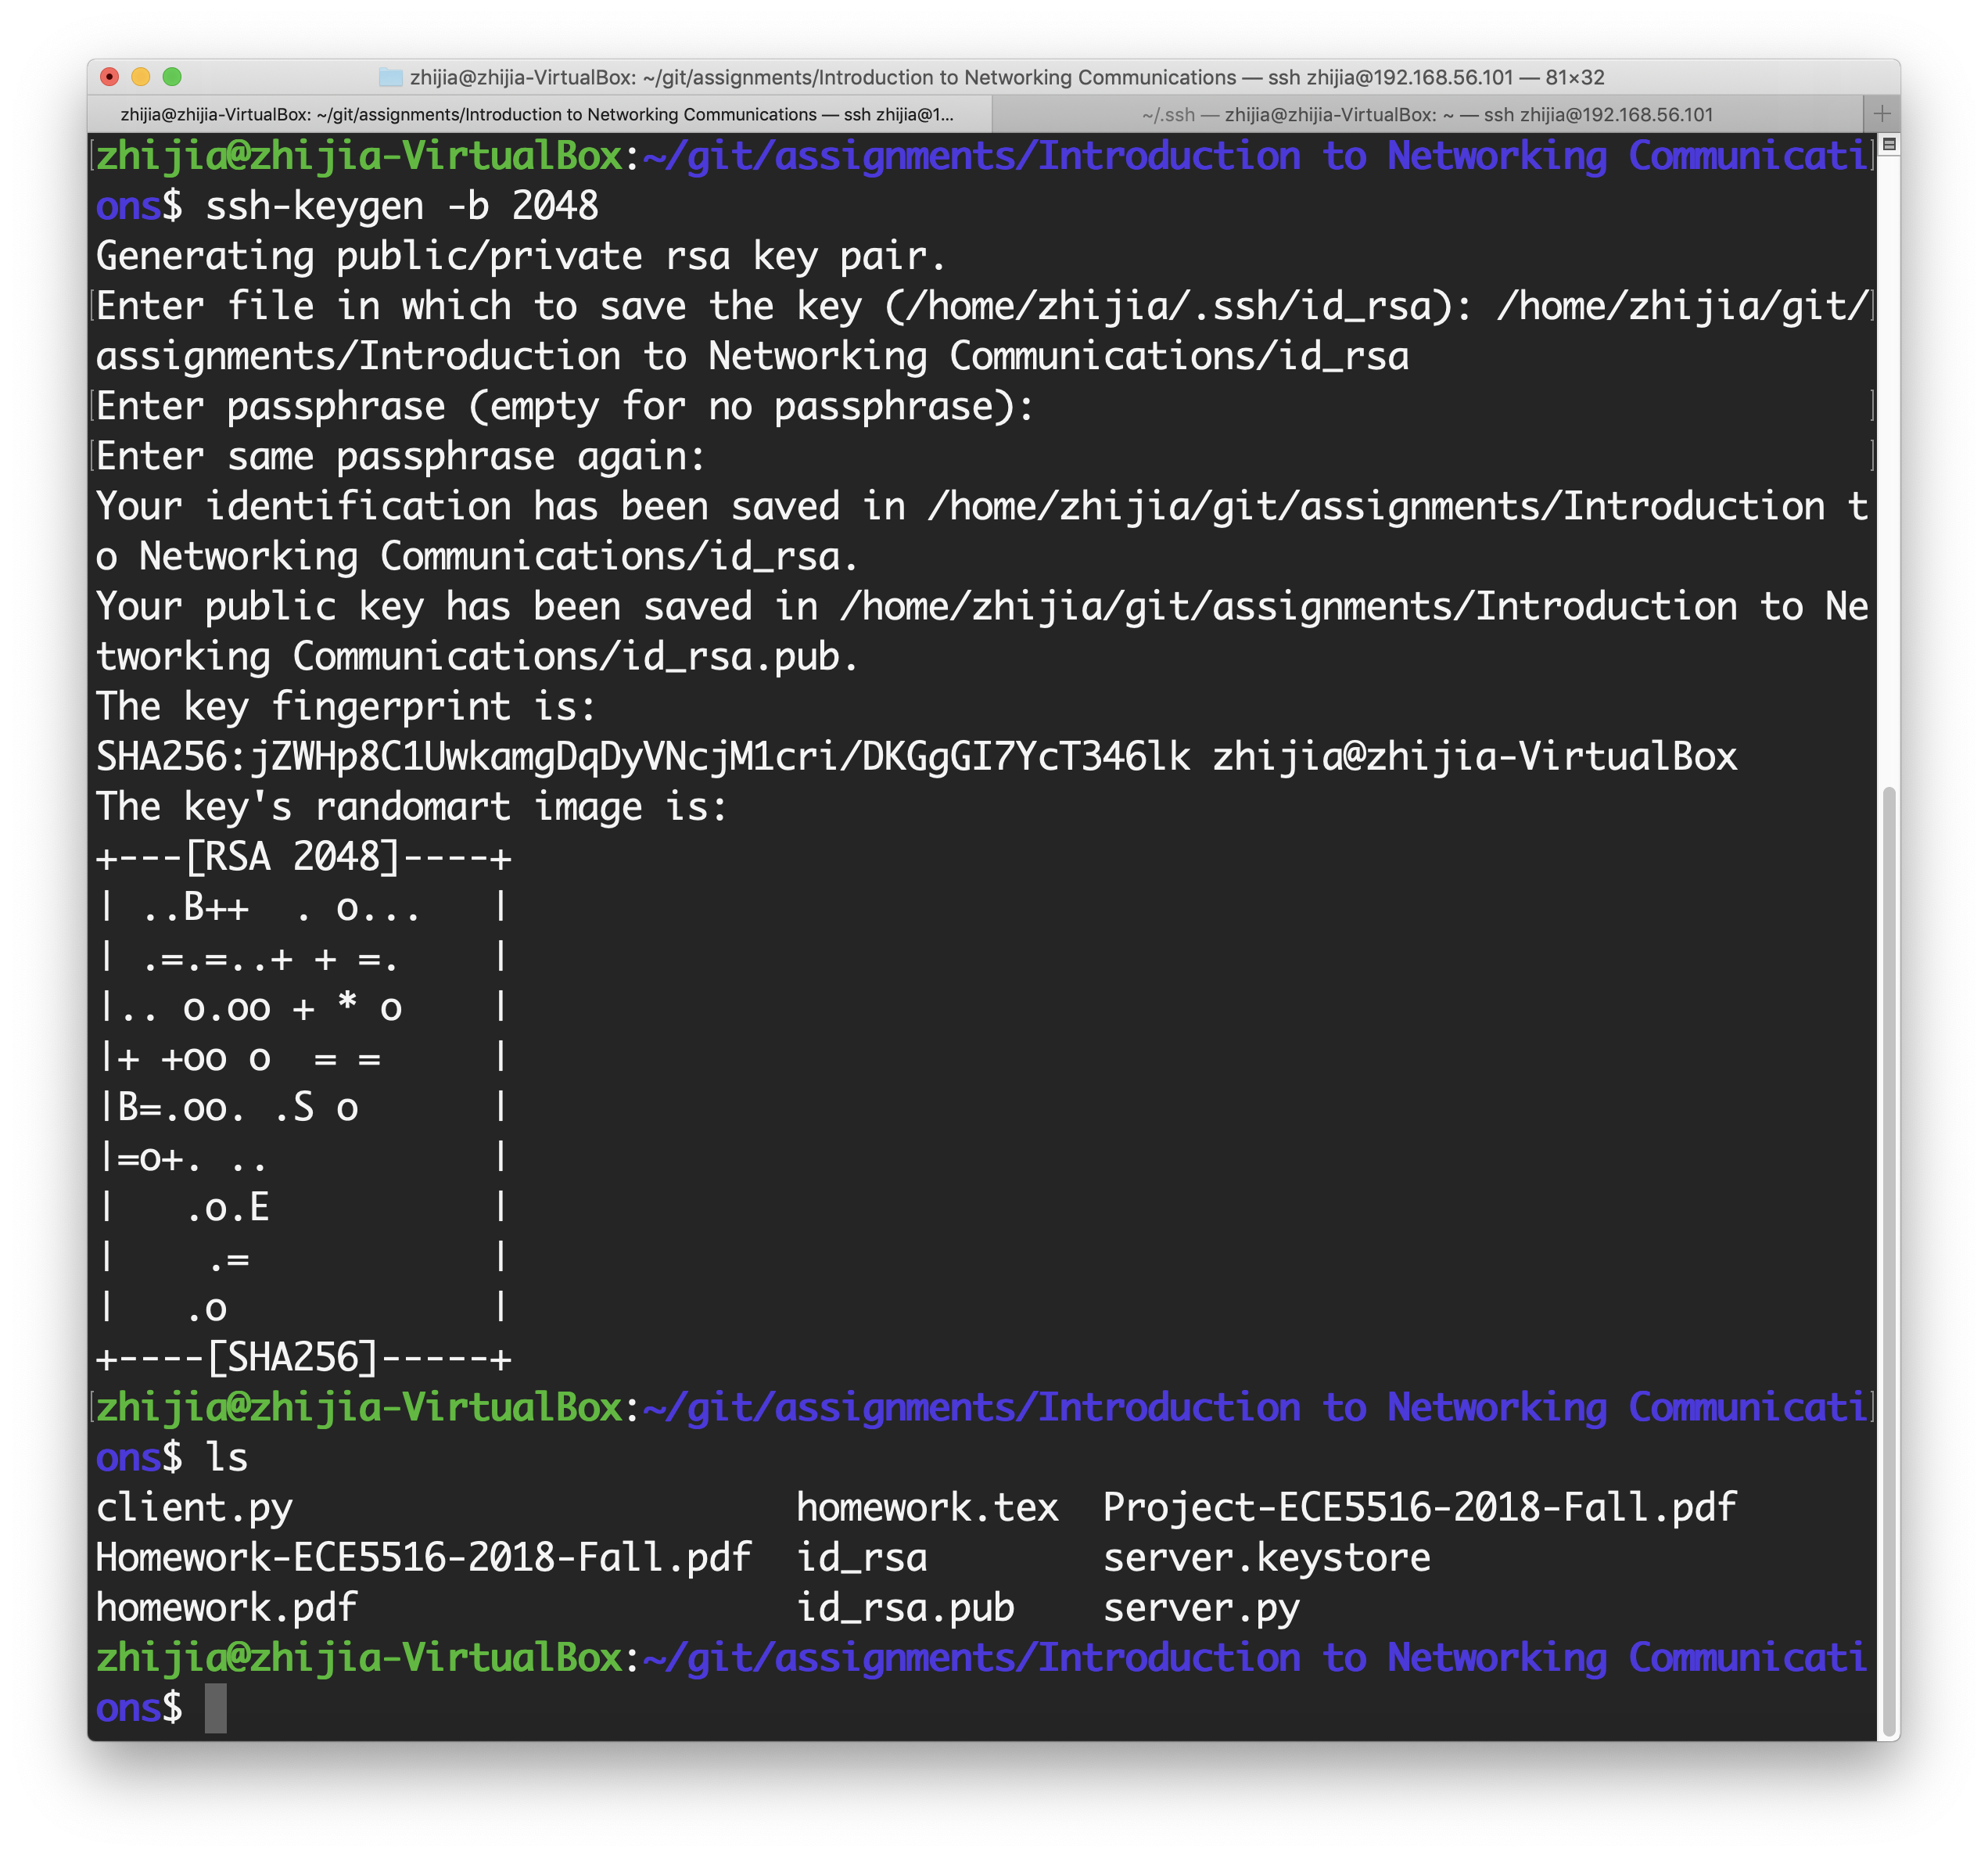 zhijia@zhijia-VirtualBox: ~/git/assignments/Introduction to Networking Communications — ssh zhijia@192.168.56.101 — 81×32
zhijia@zhijia-VirtualBox: ~/git/assignments/Introduction to Networking Communications — ssh zhijia@1...
~/.ssh — zhijia@zhijia-VirtualBox: ~ — ssh zhijia@192.168.56.101
zhijia@zhijia-VirtualBox:~/git/assignments/Introduction to Networking Communicati
ons$ ssh-keygen -b 2048
Generating public/private rsa key pair.
Enter file in which to save the key (/home/zhijia/.ssh/id_rsa): /home/zhijia/git/
assignments/Introduction to Networking Communications/id_rsa
Enter passphrase (empty for no passphrase):
Enter same passphrase again:
Your identification has been saved in /home/zhijia/git/assignments/Introduction t
o Networking Communications/id_rsa.
Your public key has been saved in /home/zhijia/git/assignments/Introduction to Ne
tworking Communications/id_rsa.pub.
The key fingerprint is:
SHA256:jZWHp8C1UwkamgDqDyVNcjM1cri/DKGgGI7YcT346lk zhijia@zhijia-VirtualBox
The key's randomart image is:
+---[RSA 2048]----+
| ..B++  . o...   |
| .=.=..+ + =.    |
|.. o.oo + * o    |
|+ +oo o  = =     |
|B=.oo. .S o      |
|=o+. ..          |
|   .o.E          |
|    .=           |
|   .o            |
+----[SHA256]-----+
zhijia@zhijia-VirtualBox:~/git/assignments/Introduction to Networking Communicati
ons$ ls
client.py                       homework.tex  Project-ECE5516-2018-Fall.pdf
Homework-ECE5516-2018-Fall.pdf  id_rsa        server.keystore
homework.pdf                    id_rsa.pub    server.py
zhijia@zhijia-VirtualBox:~/git/assignments/Introduction to Networking Communicati
ons$